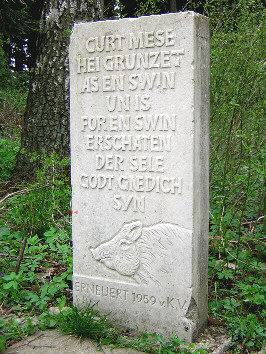 CURT MESE
HEI GRUNZET
AS EN SWIN
UN IS
FOR EN SWIN
ERSCHATEN
DER SELE
GODT GNEDICH
SYN
ERNEUERT 1959 v. K V.